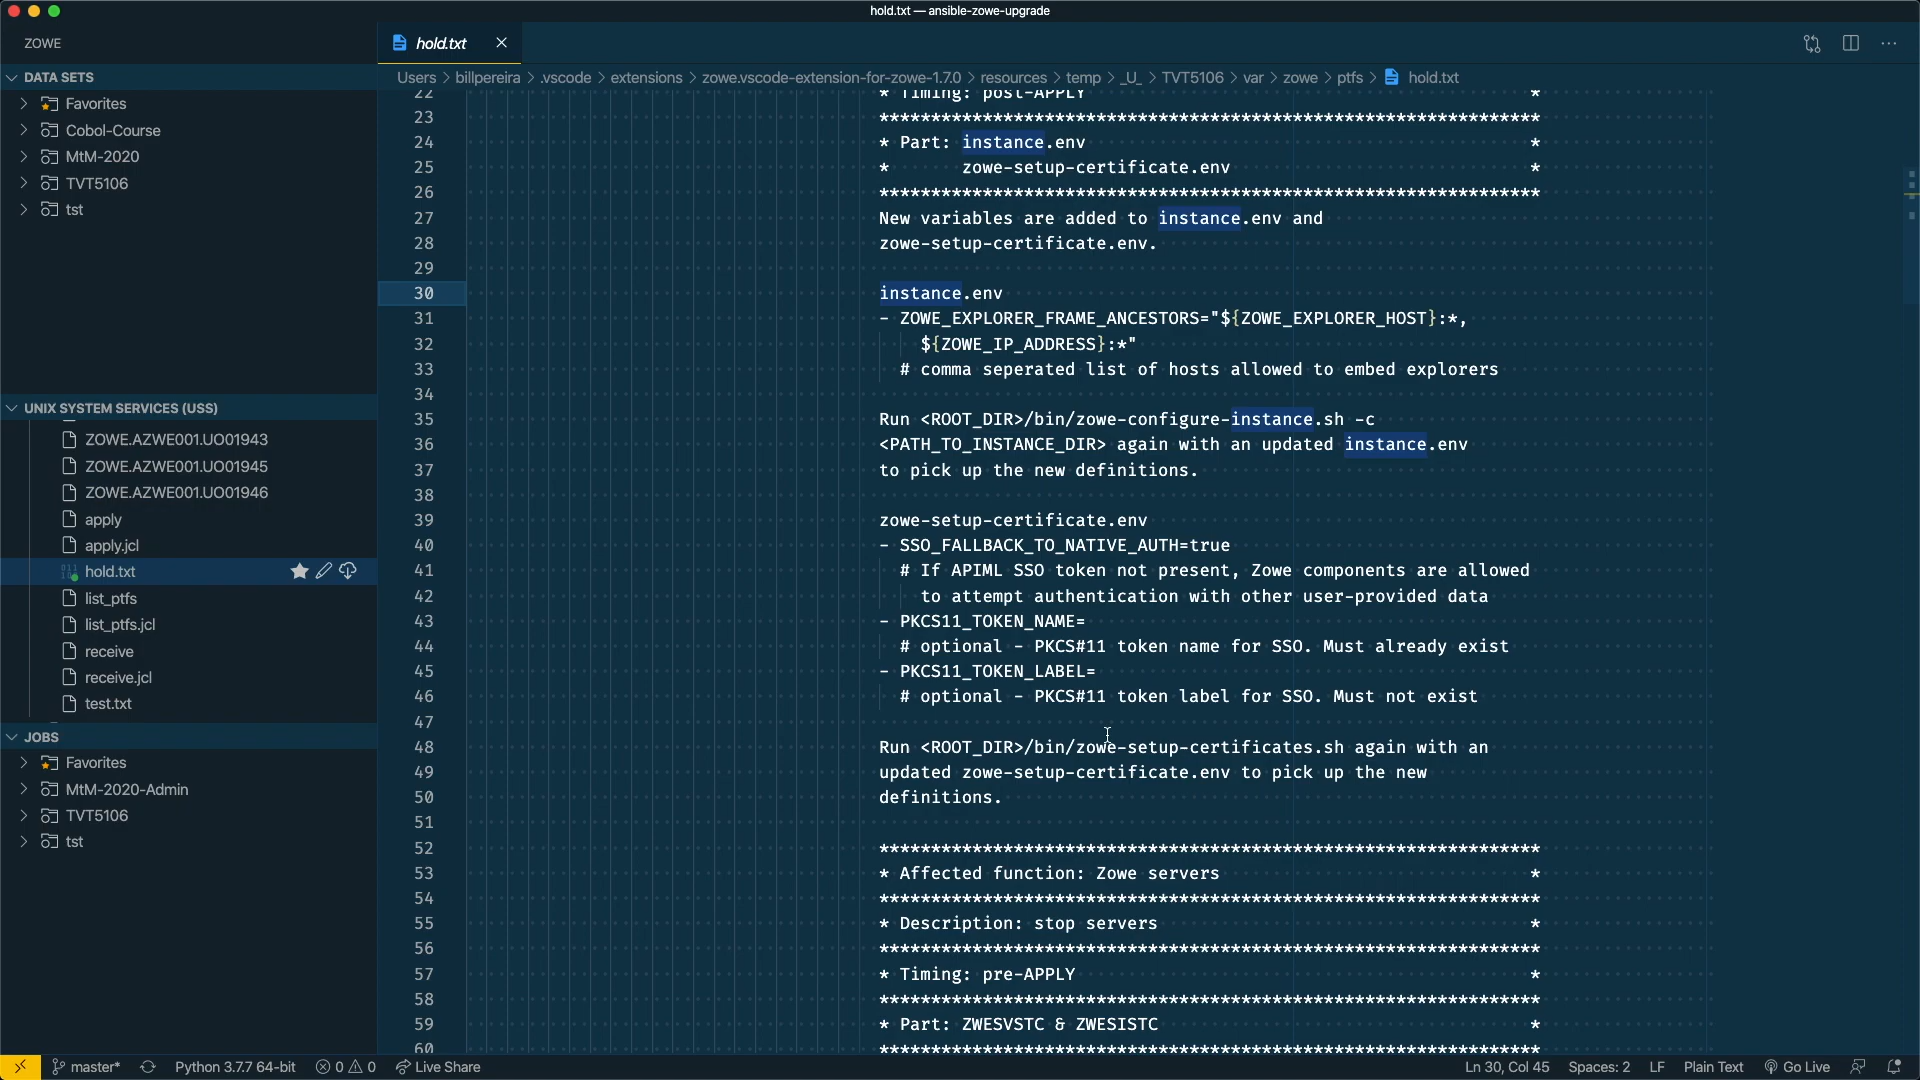 hold.txt — ansible-zowe-upgrade
ZOWE
hold.txt
Users > billpereira > .vscode > extensions > zowe.vscode-extension-for-zowe-1.7.0 > resources > temp > _U_ > TVT5106 > var > zowe > ptfs > hold.txt
DATA SETS
Favorites
Cobol-Course
MtM-2020
TVT5106
tst
UNIX SYSTEM SERVICES (USS)
ZOWE.AZWE001.UO01943
ZOWE.AZWE001.UO01945
ZOWE.AZWE001.UO01946
apply
apply.jcl
hold.txt
list_ptfs
list_ptfs.jcl
receive
receive.jcl
test.txt
JOBS
Favorites
MtM-2020-Admin
TVT5106
tst
22 * Timing: post-APPLY *
23 ****************************************************************
24 * Part: instance.env *
25 * zowe-setup-certificate.env *
26 ****************************************************************
27 New variables are added to instance.env and
28 zowe-setup-certificate.env.
29
30 instance.env
31 - ZOWE_EXPLORER_FRAME_ANCESTORS="${ZOWE_EXPLORER_HOST}:*,
32 ${ZOWE_IP_ADDRESS}:*"
33 # comma seperated list of hosts allowed to embed explorers
34
35 Run <ROOT_DIR>/bin/zowe-configure-instance.sh -c
36 <PATH_TO_INSTANCE_DIR> again with an updated instance.env
37 to pick up the new definitions.
38
39 zowe-setup-certificate.env
40 - SSO_FALLBACK_TO_NATIVE_AUTH=true
41 # If APIML SSO token not present, Zowe components are allowed
42 to attempt authentication with other user-provided data
43 - PKCS11_TOKEN_NAME=
44 # optional - PKCS#11 token name for SSO. Must already exist
45 - PKCS11_TOKEN_LABEL=
46 # optional - PKCS#11 token label for SSO. Must not exist
47
48 Run <ROOT_DIR>/bin/zowe-setup-certificates.sh again with an
49 updated zowe-setup-certificate.env to pick up the new
50 definitions.
51
52 ****************************************************************
53 * Affected function: Zowe servers *
54 ****************************************************************
55 * Description: stop servers *
56 ****************************************************************
57 * Timing: pre-APPLY *
58 ****************************************************************
59 * Part: ZWESVSTC & ZWESISTC *
60 ****************************************************************
master* Python 3.7.7 64-bit 0 0 Live Share Ln 30, Col 45 Spaces: 2 LF Plain Text Go Live